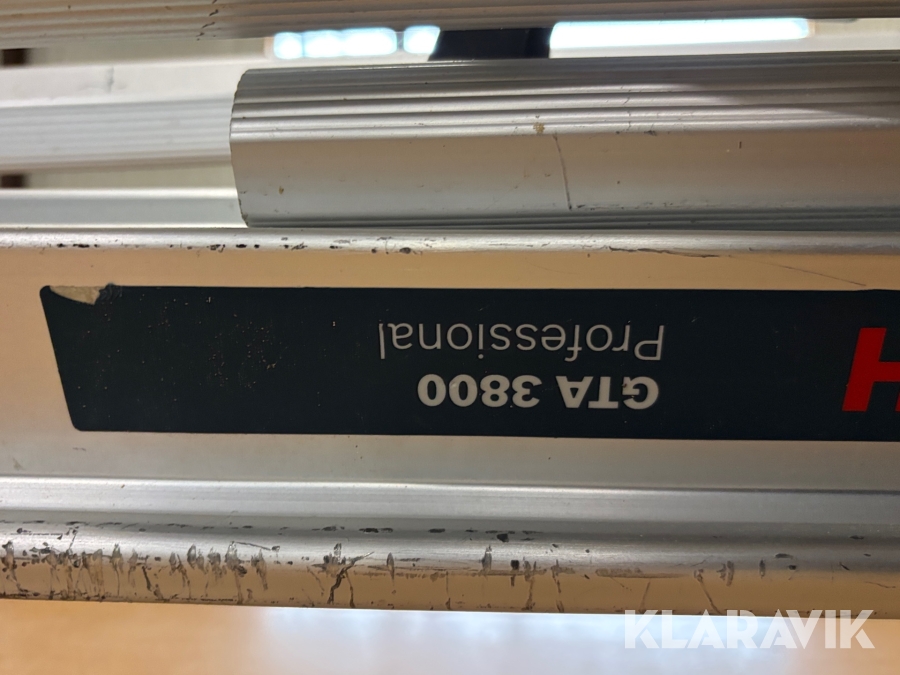 H
GTA 3800
Professional
KLARAVIK